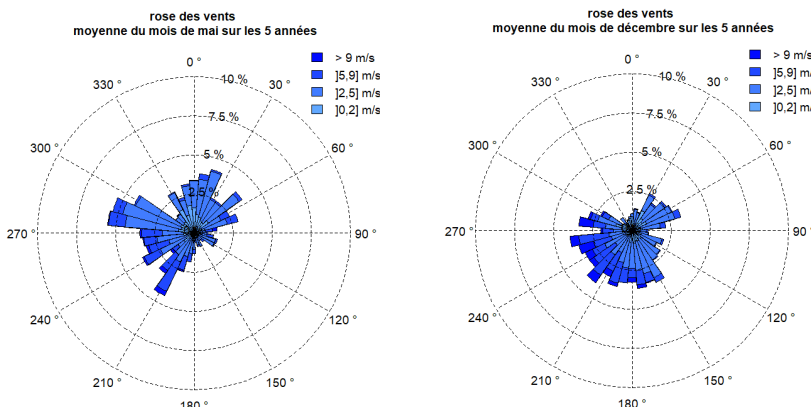 rose des vents
moyenne du mois de mai sur les 5 années
0 °
30 °
60 °
90 °
120 °
150 °
180 °
210 °
240 °
270 °
300 °
330 °
10 %
7.5 %
5 %
2.5 %
> 9 m/s
]5,9] m/s
]2,5] m/s
]0,2] m/s
rose des vents
moyenne du mois de décembre sur les 5 années
0 °
30 °
60 °
90 °
120 °
150 °
180 °
210 °
240 °
270 °
300 °
330 °
10 %
7.5 %
5 %
2.5 %
> 9 m/s
]5,9] m/
]2,5] m/
]0,2] m/